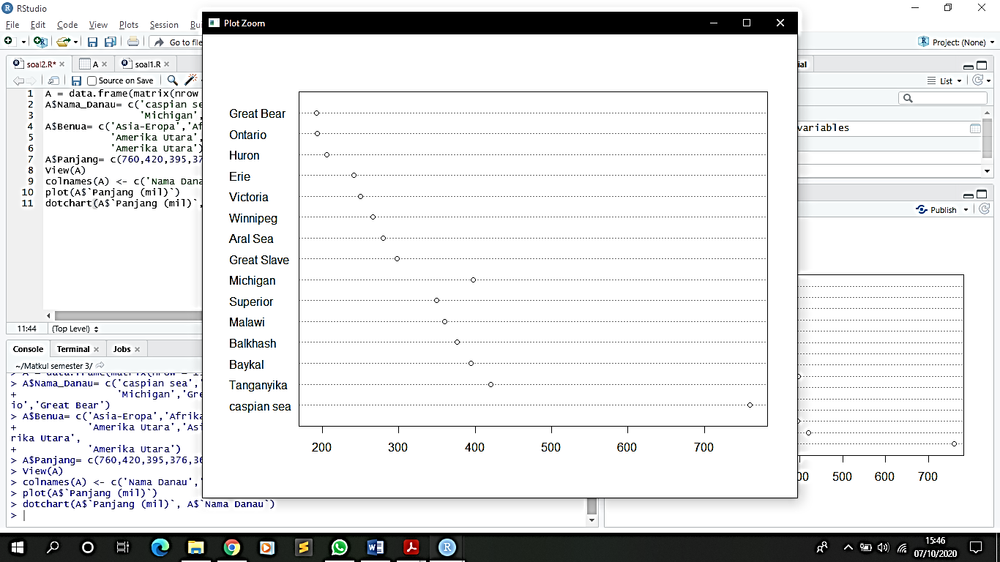 RStudio
File Edit Code View Plots Session Bu
Go to file
Project: (None)
soal2.R* A soal1.R
Source on Save
1 A = data.frame(matrix(nrow
2 A$Nama_Danau= c('caspian se
3 'Michigan',
4 A$Benua= c('Asia-Eropa','Af
5 'Amerika Utara',
6 'Amerika Utara')
7 A$Panjang= c(760,420,395,37
8 View(A)
9 colnames(A) <- c('Nama Dana
10 plot(A$`Panjang (mil)`)
11 dotchart(A$`Panjang (mil)`,
11:44 (Top Level)
Console Terminal Jobs
~/Matkul semester 3/
> A = data.frame(matrix(nrow = 1
> A$Nama_Danau= c('caspian sea','
+ 'Michigan','Gre
io','Great Bear')
> A$Benua= c('Asia-Eropa','Afrika
+ 'Amerika Utara','Asi
rika Utara',
+ 'Amerika Utara')
> A$Panjang= c(760,420,395,376,36
> View(A)
> colnames(A) <- c('Nama Danau','
> plot(A$`Panjang (mil)`)
> dotchart(A$`Panjang (mil)`, A$`Nama Danau`)
>
Plot Zoom
Great Bear
Ontario
Huron
Erie
Victoria
Winnipeg
Aral Sea
Great Slave
Michigan
Superior
Malawi
Balkhash
Baykal
Tanganyika
caspian sea
200 300 400 500 600 700
ial
List
variables
Publish
00 500 600 700
15:46
07/10/2020